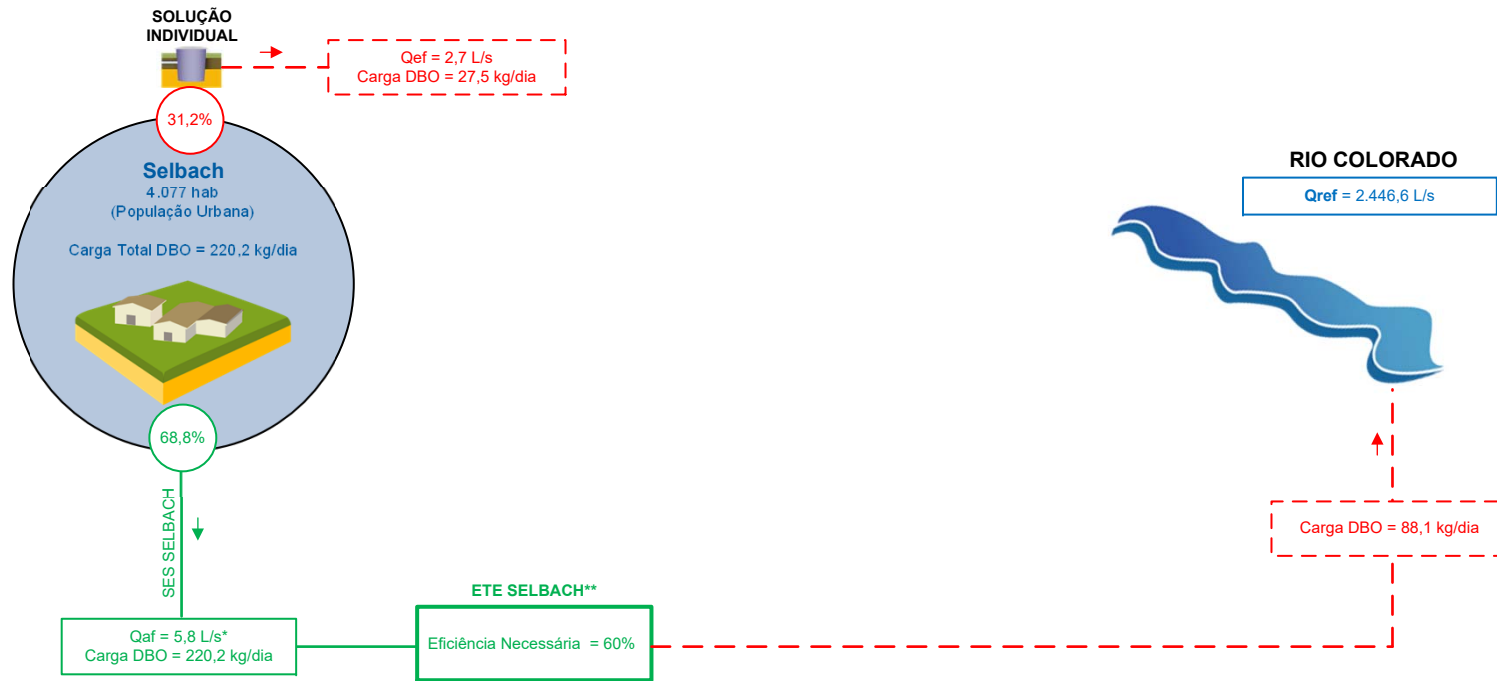 SOLUÇÃO
INDIVIDUAL
Qef = 2,7 L/s
Carga DBO = 27,5 kg/dia
31,2%
Selbach
4.077 hab
(População Urbana)
Carga Total DBO = 220,2 kg/dia
68,8%
SES SELBACH
Qaf = 5,8 L/s*
Carga DBO = 220,2 kg/dia
ETE SELBACH**
Eficiência Necessária = 60%
RIO COLORADO
Qref = 2.446,6 L/s
Carga DBO = 88,1 kg/dia